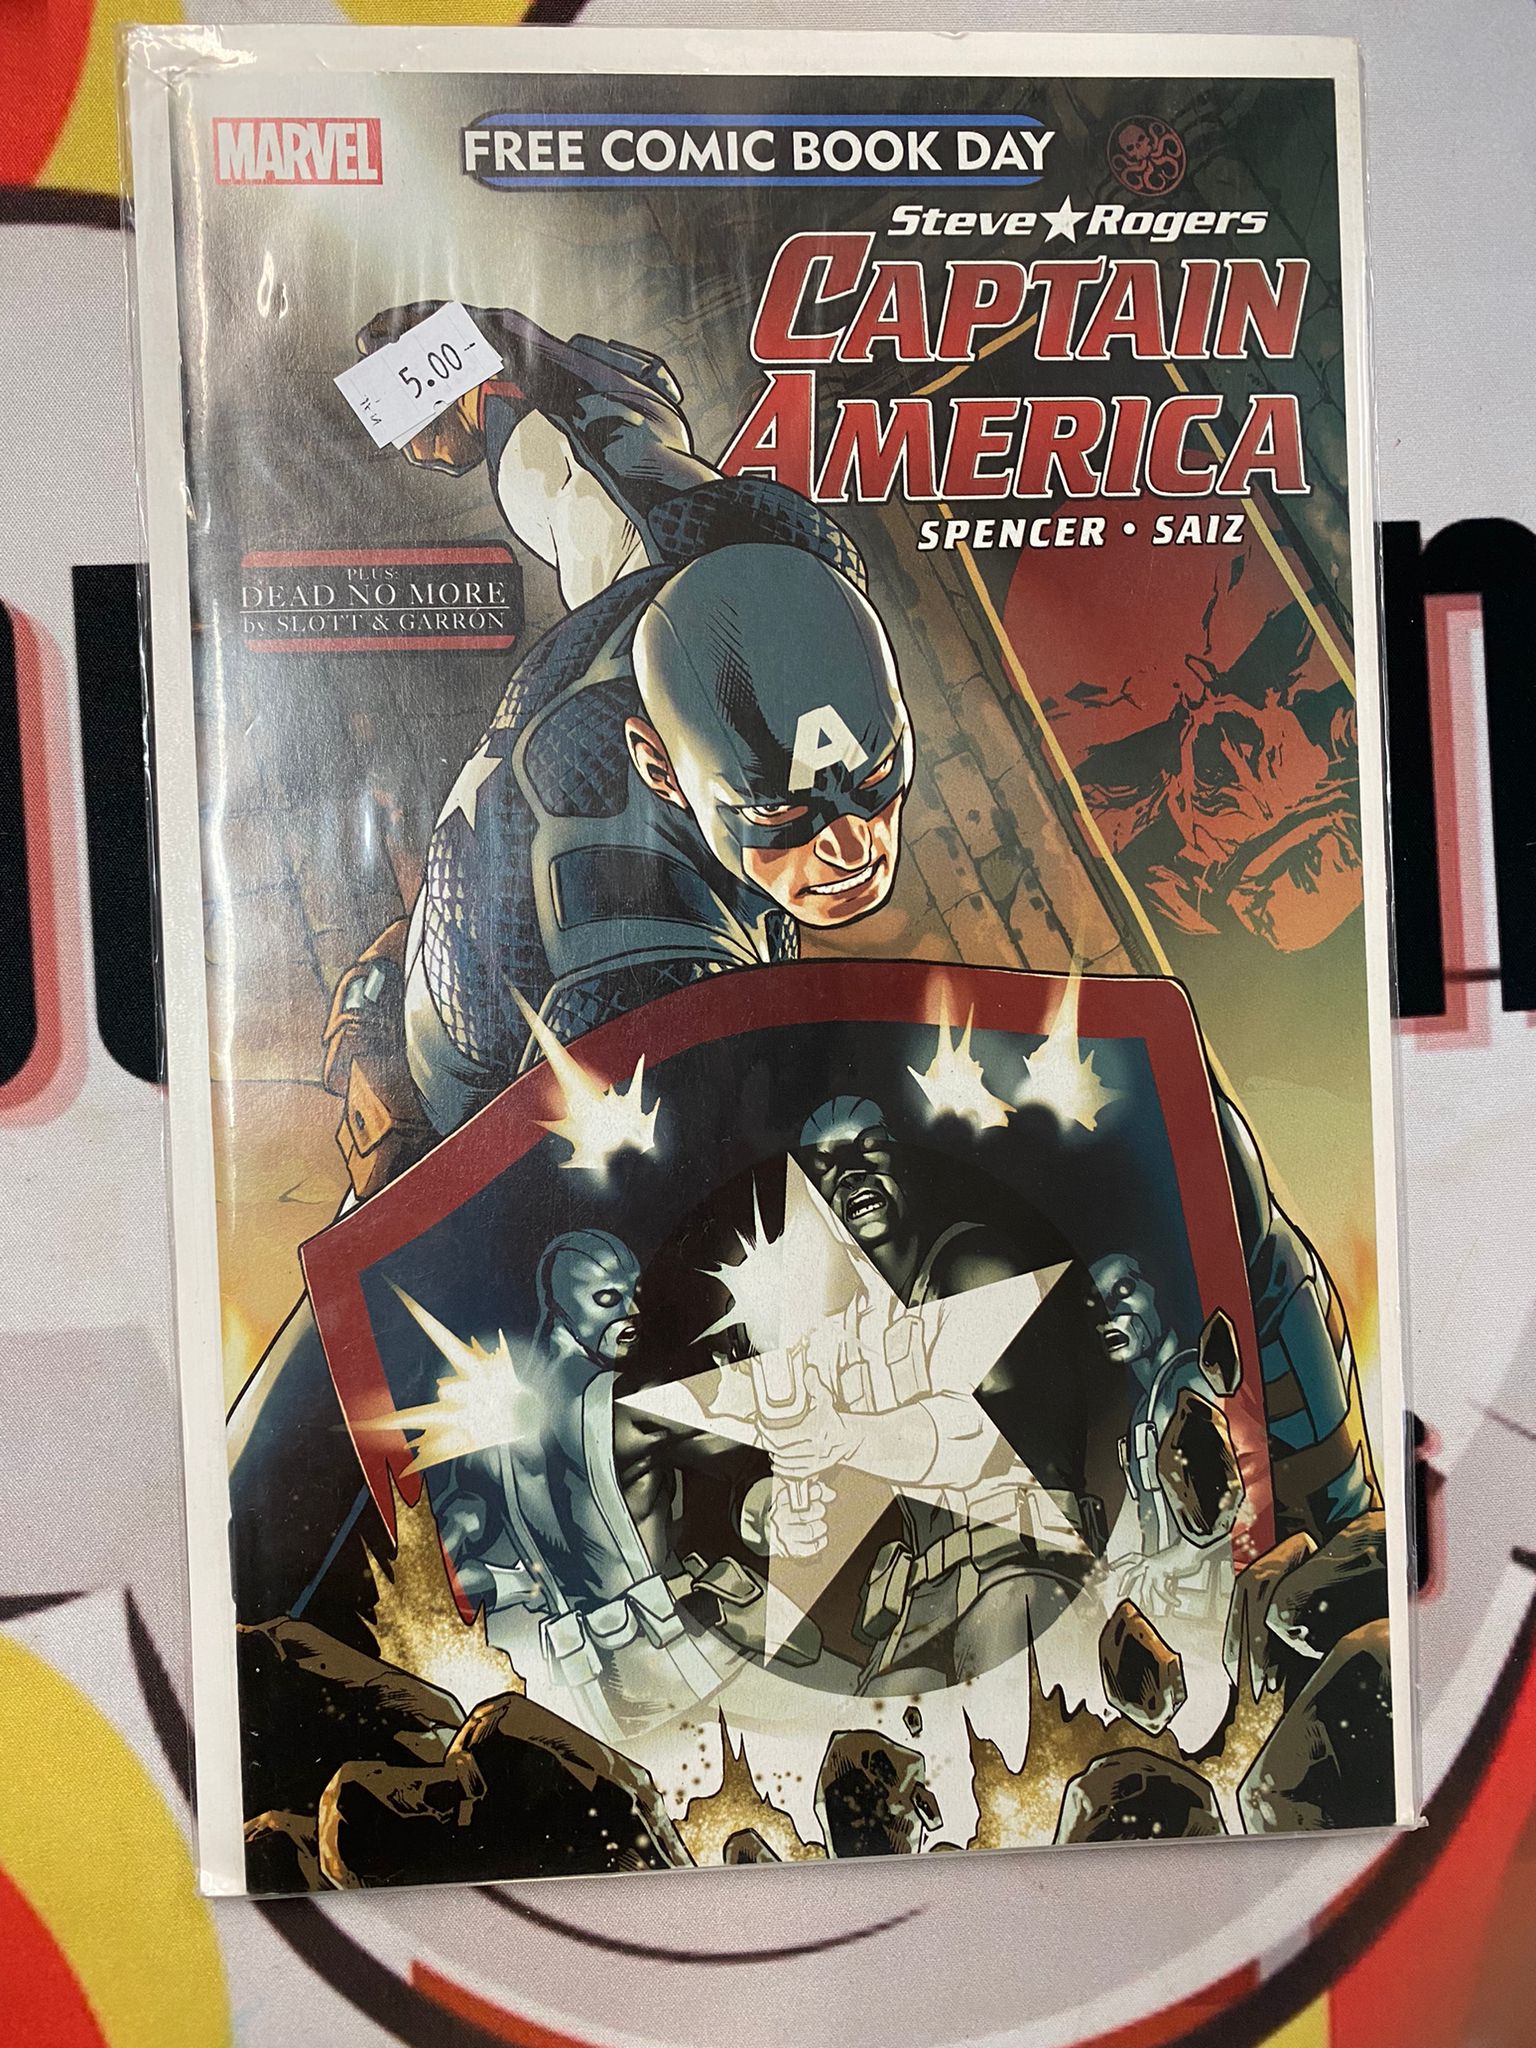 MARVEL
FREE COMIC BOOK DAY
Steve Rogers
CAPTAIN
AMERICA
SPENCER • SAIZ
5.00-
PLUS:
DEAD NO MORE
by SLOTT & GARRÓN
A